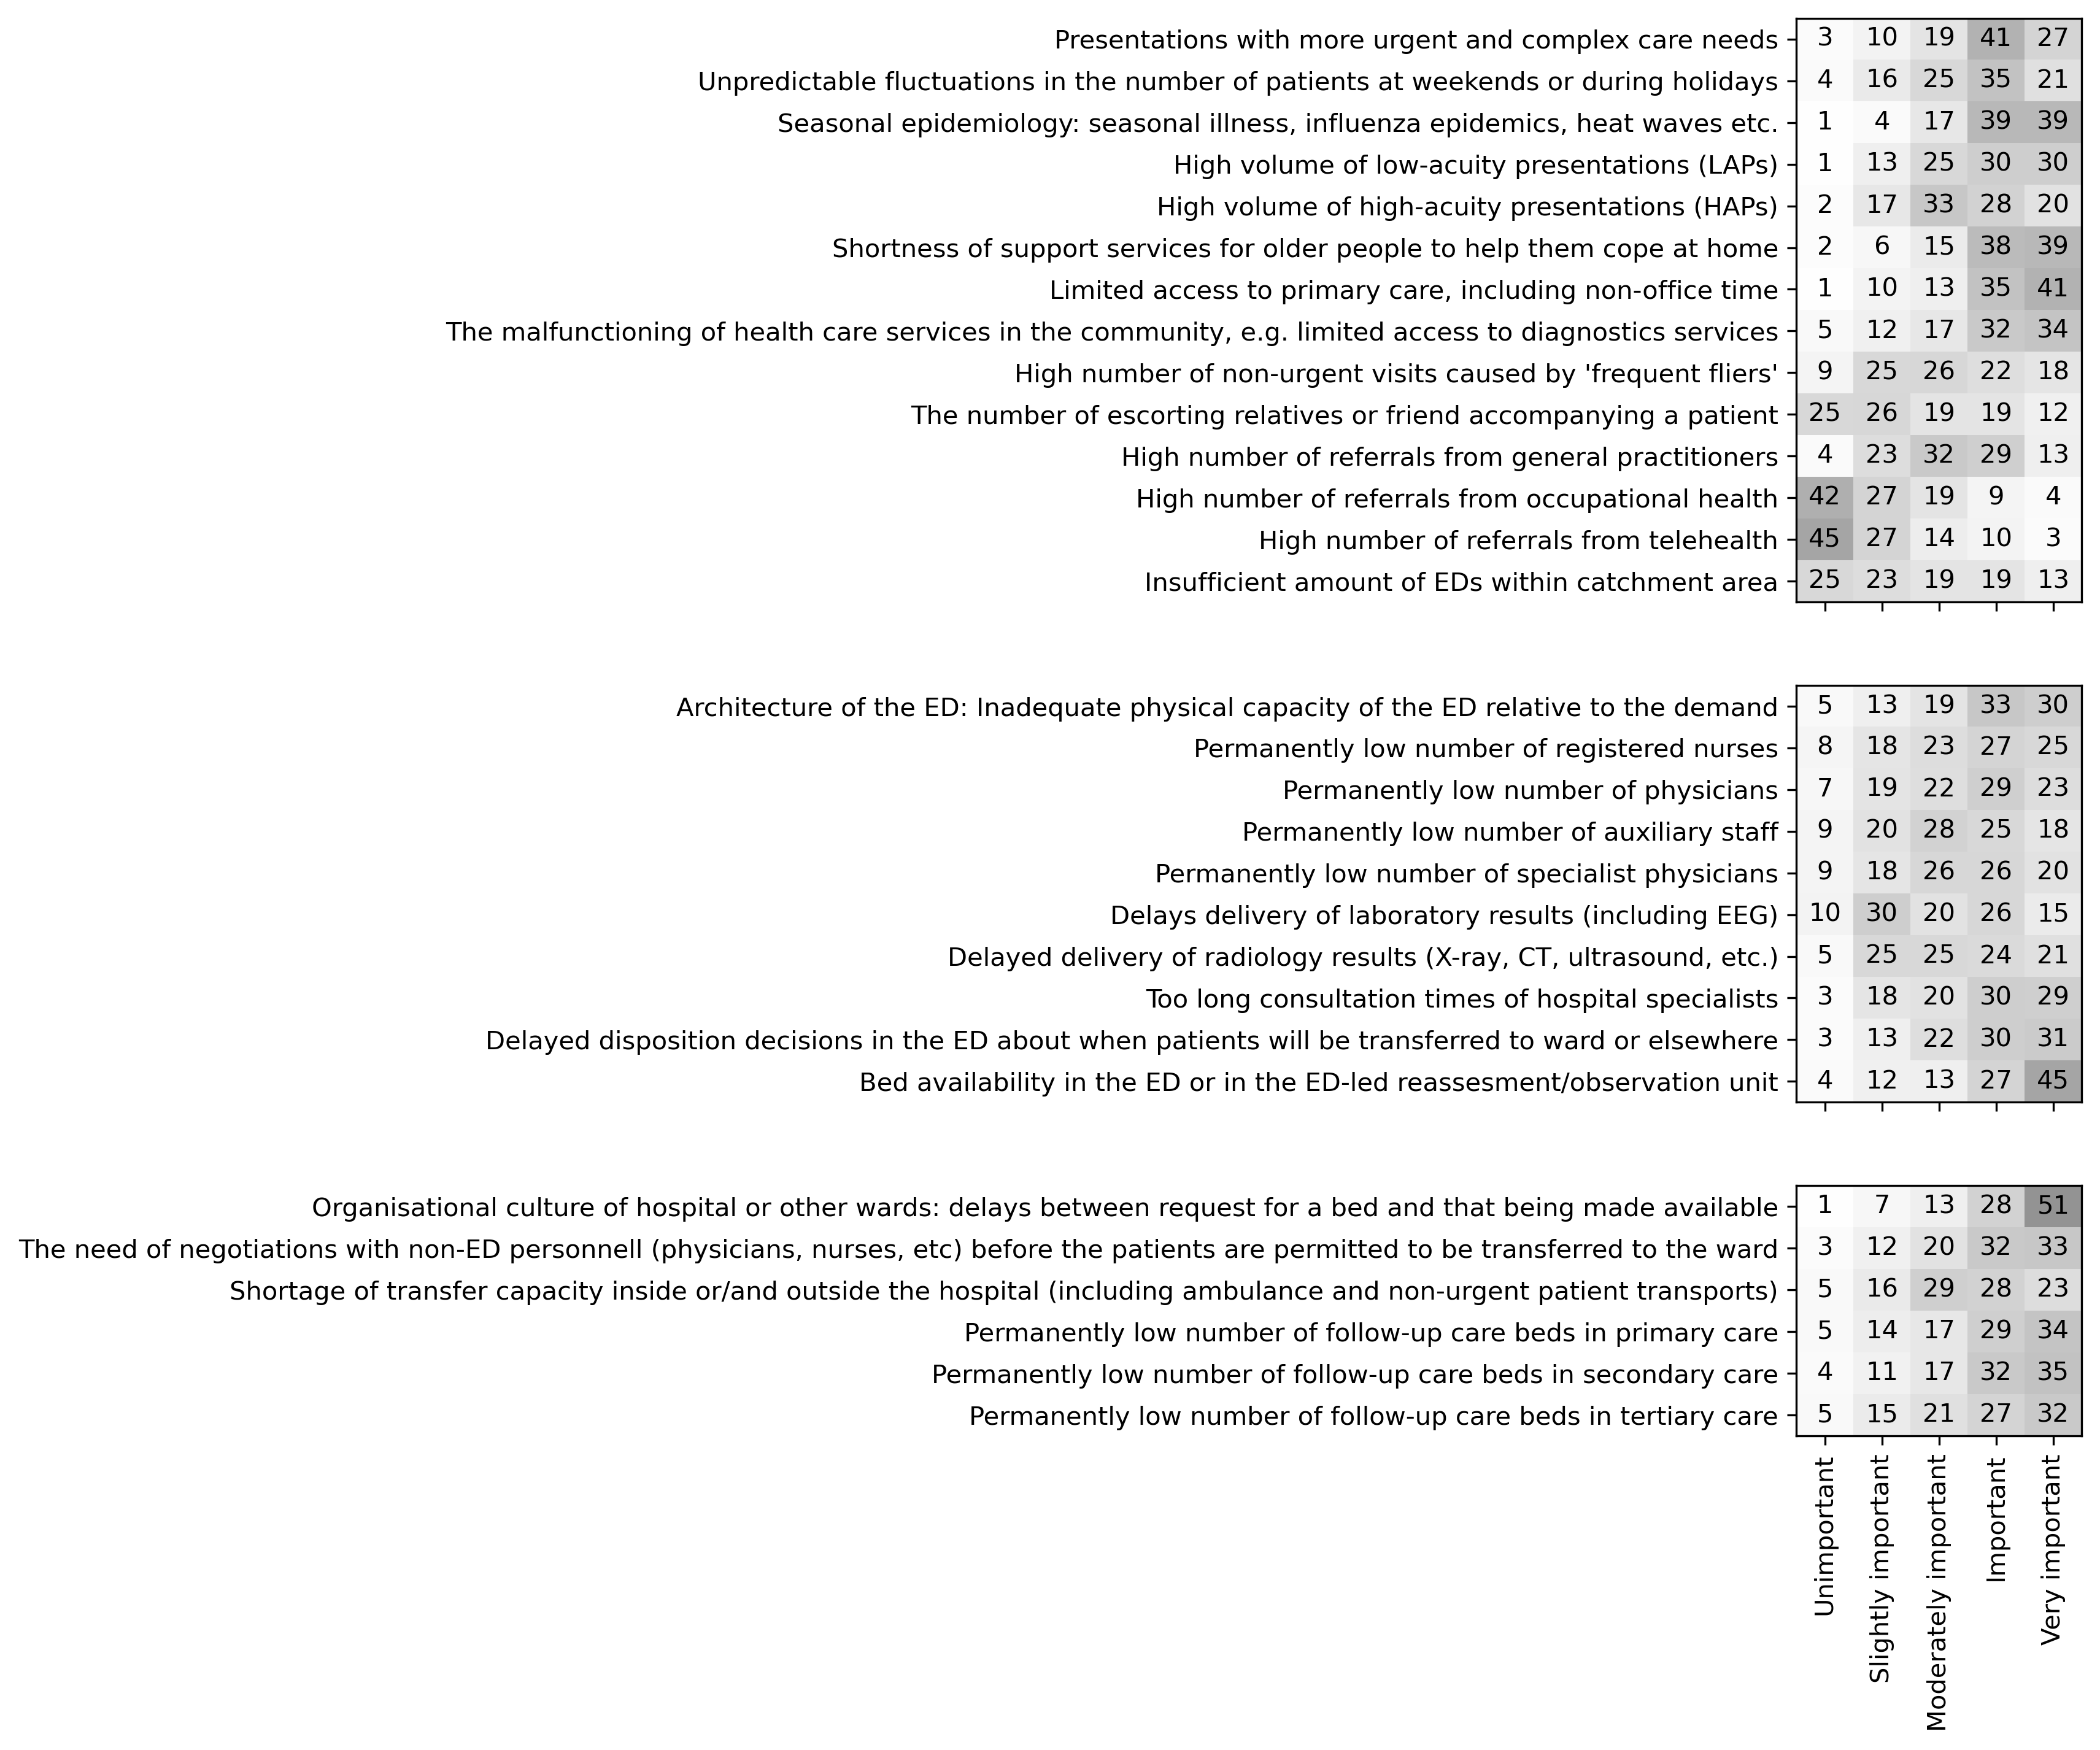 Presentations with more urgent and complex care needs 3 10 19 41 27
Unpredictable fluctuations in the number of patients at weekends or during holidays 4 16 25 35 21
Seasonal epidemiology: seasonal illness, influenza epidemics, heat waves etc. 1 4 17 39 39
High volume of low-acuity presentations (LAPs) 1 13 25 30 30
High volume of high-acuity presentations (HAPs) 2 17 33 28 20
Shortness of support services for older people to help them cope at home 2 6 15 38 39
Limited access to primary care, including non-office time 1 10 13 35 41
The malfunctioning of health care services in the community, e.g. limited access to diagnostics services 5 12 17 32 34
High number of non-urgent visits caused by 'frequent fliers' 9 25 26 22 18
The number of escorting relatives or friend accompanying a patient 25 26 19 19 12
High number of referrals from general practitioners 4 23 32 29 13
High number of referrals from occupational health 42 27 19 9 4
High number of referrals from telehealth 45 27 14 10 3
Insufficient amount of EDs within catchment area 25 23 19 19 13
Architecture of the ED: Inadequate physical capacity of the ED relative to the demand 5 13 19 33 30
Permanently low number of registered nurses 8 18 23 27 25
Permanently low number of physicians 7 19 22 29 23
Permanently low number of auxiliary staff 9 20 28 25 18
Permanently low number of specialist physicians 9 18 26 26 20
Delays delivery of laboratory results (including EEG) 10 30 20 26 15
Delayed delivery of radiology results (X-ray, CT, ultrasound, etc.) 5 25 25 24 21
Too long consultation times of hospital specialists 3 18 20 30 29
Delayed disposition decisions in the ED about when patients will be transferred to ward or elsewhere 3 13 22 30 31
Bed availability in the ED or in the ED-led reassesment/observation unit 4 12 13 27 45
Organisational culture of hospital or other wards: delays between request for a bed and that being made available 1 7 13 28 51
The need of negotiations with non-ED personnell (physicians, nurses, etc) before the patients are permitted to be transferred to the ward 3 12 20 32 33
Shortage of transfer capacity inside or/and outside the hospital (including ambulance and non-urgent patient transports) 5 16 29 28 23
Permanently low number of follow-up care beds in primary care 5 14 17 29 34
Permanently low number of follow-up care beds in secondary care 4 11 17 32 35
Permanently low number of follow-up care beds in tertiary care 5 15 21 27 32
Unimportant
Slightly important
Moderately important
Important
Very important